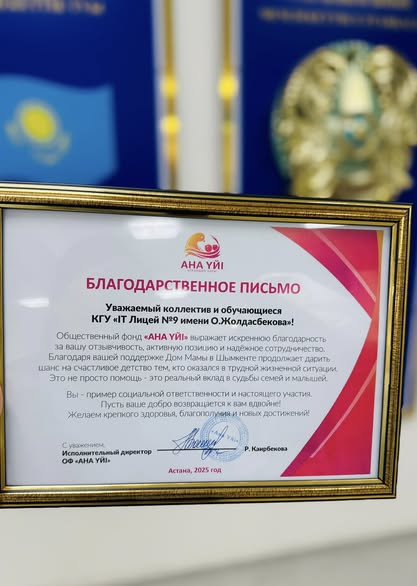 АНА ҮЙІ
БЛАГОДАРСТВЕННОЕ ПИСЬМО
Уважаемый коллектив и обучающиеся
КГУ «IT Лицей №9 имени О.Жолдасбекова»!
Общественный фонд «АНА ҮЙІ» выражает искреннюю благодарность
за вашу отзывчивость, активную позицию и надёжное сотрудничество.
Благодаря вашей поддержке Дом Мамы в Шымкенте продолжает дарить
шанс на счастливое детство тем, кто оказался в трудной жизненной ситуации.
Это не просто помощь - это реальный вклад в судьбы семей и малышей.
Вы - пример социальной ответственности и настоящего участия.
Пусть ваше добро возвращается к вам вдвойне!
Желаем крепкого здоровья, благополучия и новых достижений!
С уважением,
Исполнительный директор Р. Каирбекова
ОФ «АНА ҮЙІ»
Астана, 2025 год